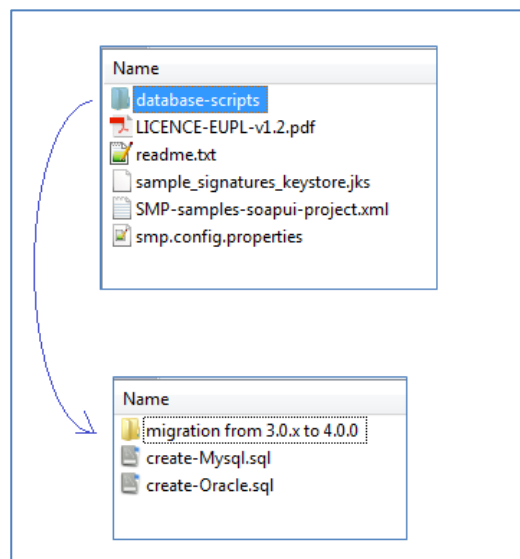 Name
database-scripts
LICENCE-EUPL-v1.2.pdf
readme.txt
sample_signatures_keystore.jks
SMP-samples-soapui-project.xml
smp.config.properties
Name
migration from 3.0.x to 4.0.0
create-Mysql.sql
create-Oracle.sql